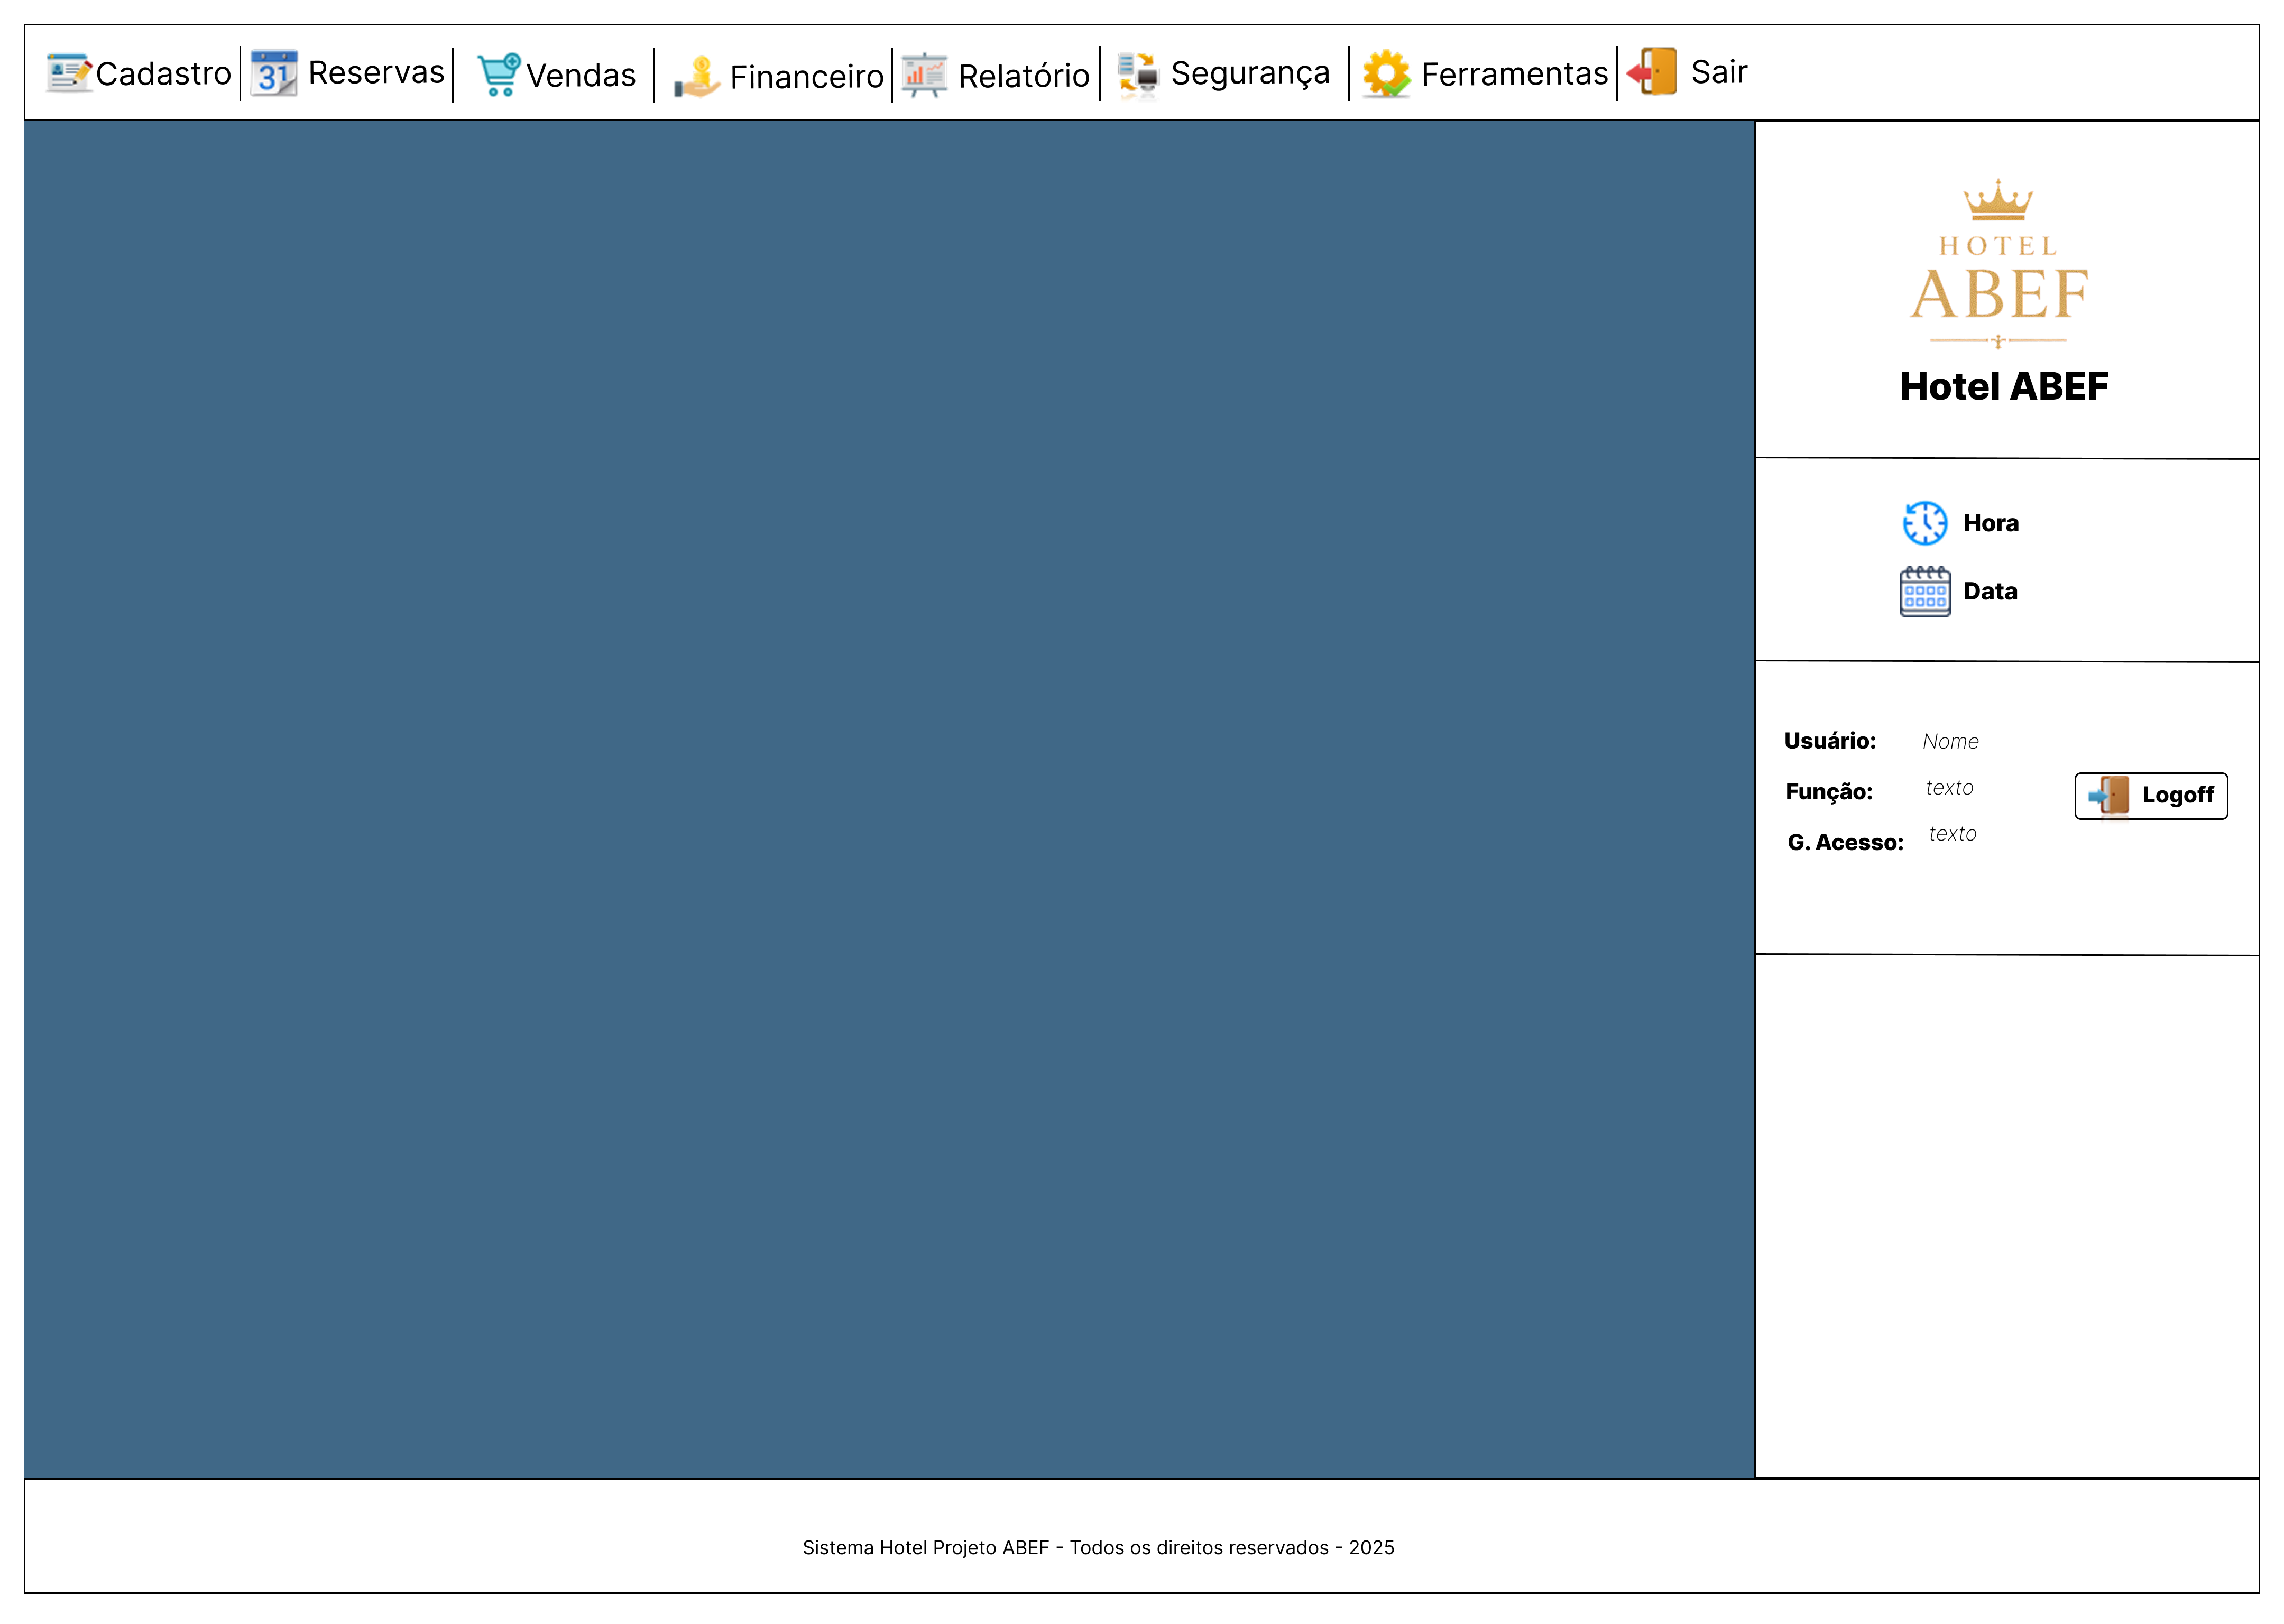 Cadastro
31
Reservas
Vendas
Financeiro
Relatório
Segurança
Ferramentas
Sair
HOTEL
ABEF
Hotel ABEF
Hora
Data
Usuário: Nome
Função: texto
G. Acesso: texto
Logoff
Sistema Hotel Projeto ABEF - Todos os direitos reservados - 2025